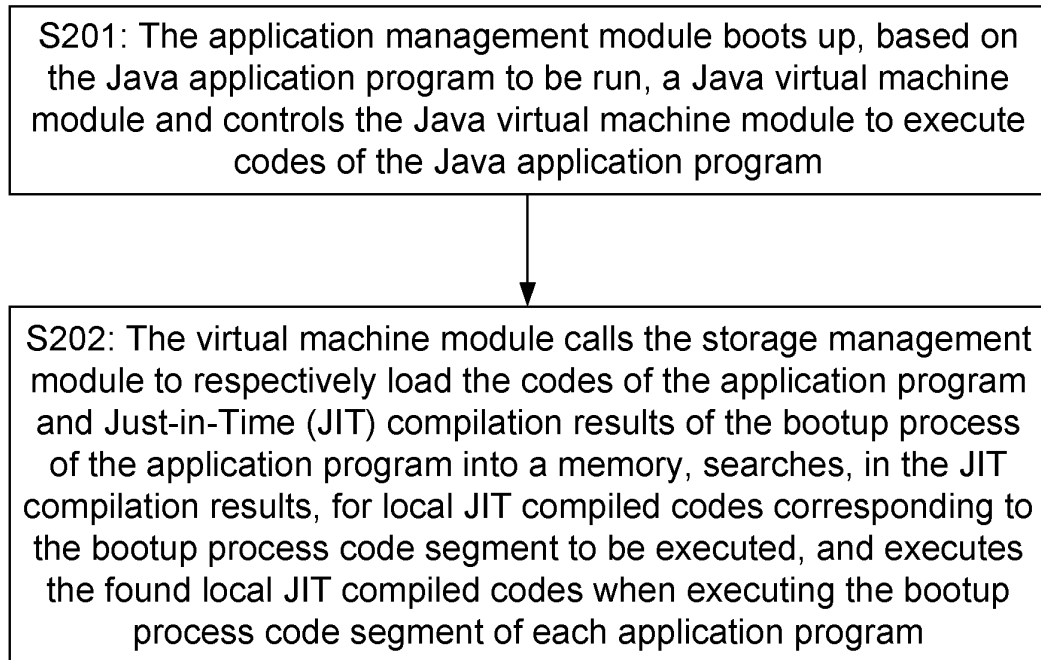 S201: The application management module boots up, based on
the Java application program to be run, a Java virtual machine
module and controls the Java virtual machine module to execute
codes of the Java application program
S202: The virtual machine module calls the storage management
module to respectively load the codes of the application program
and Just-in-Time (JIT) compilation results of the bootup process
of the application program into a memory, searches, in the JIT
compilation results, for local JIT compiled codes corresponding to
the bootup process code segment to be executed, and executes
the found local JIT compiled codes when executing the bootup
process code segment of each application program